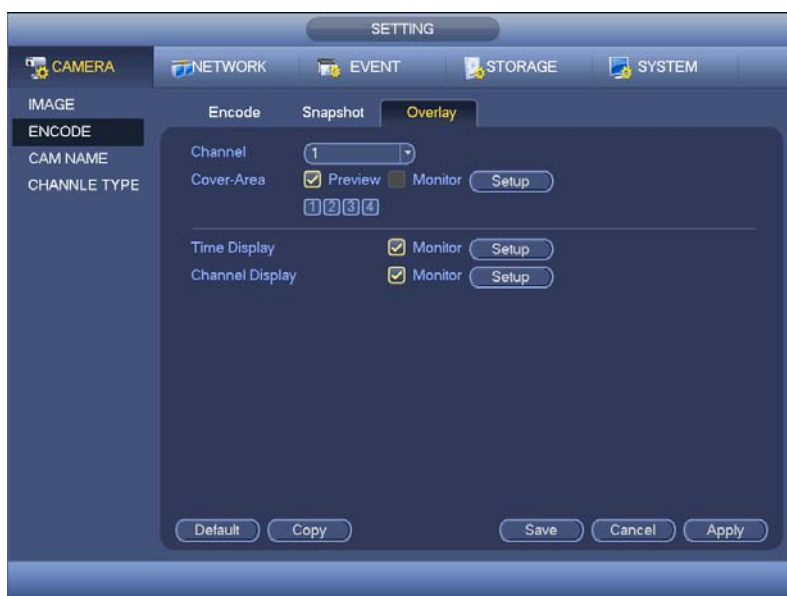 SETTING
CAMERA NETWORK EVENT STORAGE SYSTEM
IMAGE
ENCODE
CAM NAME
CHANNLE TYPE
Encode Snapshot Overlay
Channel 1
Cover-Area Preview Monitor Setup
1 2 3 4
Time Display Monitor Setup
Channel Display Monitor Setup
Default Copy Save Cancel Apply